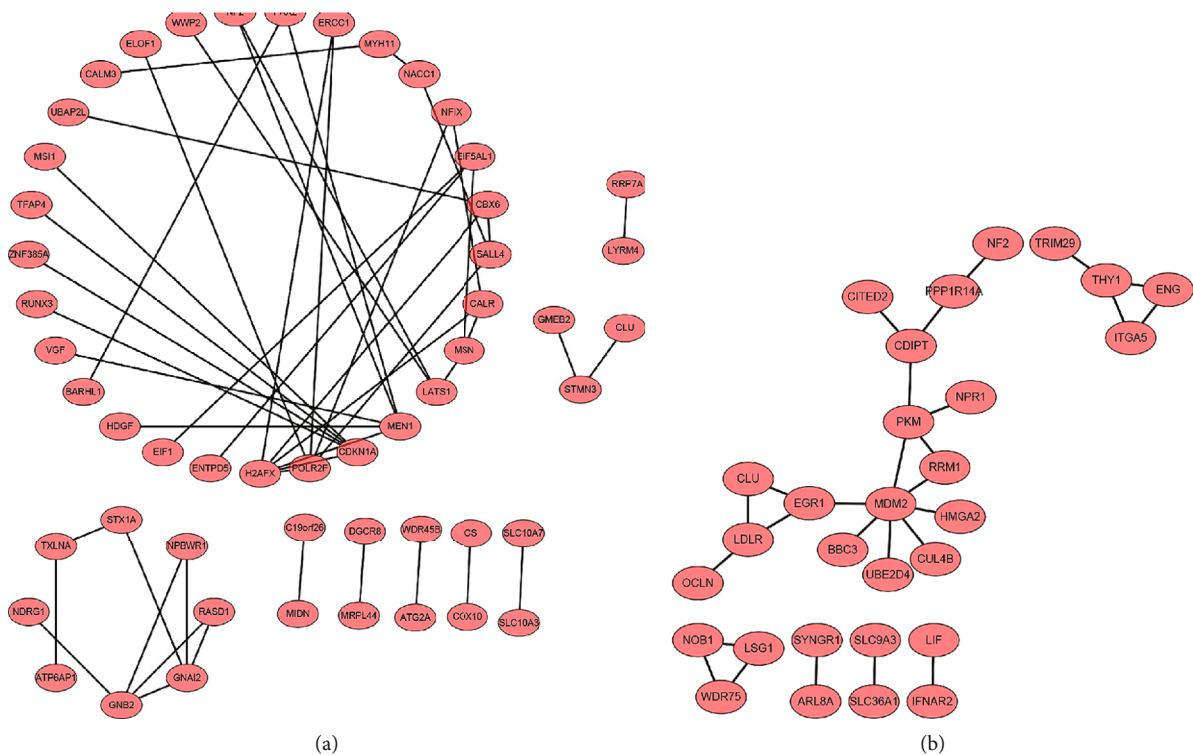 WWP2
NF2
ERCC1
ELOF1
MYH11
CALM3
NACC1
UBAP2L
NFIX
MSI1
EIF5AL1
TFAP4
CBX6
ZNF385A
SALL4
RUNX3
CALR
VGF
MSN
BARHL1
LATS1
HDGF
MEN1
EIF1
CDKN1A
ENTPD5
H2AFX
POLR2F
RRP7A
LYRM4
GMEB2
CLU
STMN3
STX1A
TXLNA
NPBWR1
NDRG1
RASD1
ATP6AP1
GNAI2
GNB2
C19orf26
DGCR8
WDR45B
CS
SLC10A7
MIDN
MRPL44
ATG2A
COX10
SLC10A3
(a)
NF2
TRIM29
CITED2
PPP1R14A
THY1
ENG
CDIPT
ITGA5
NPR1
PKM
RRM1
CLU
EGR1
MDM2
HMGA2
LDLR
BBC3
CUL4B
OCLN
UBE2D4
NOB1
LSG1
SYNGR1
SLC9A3
LIF
WDR75
ARL8A
SLC36A1
IFNAR2
(b)